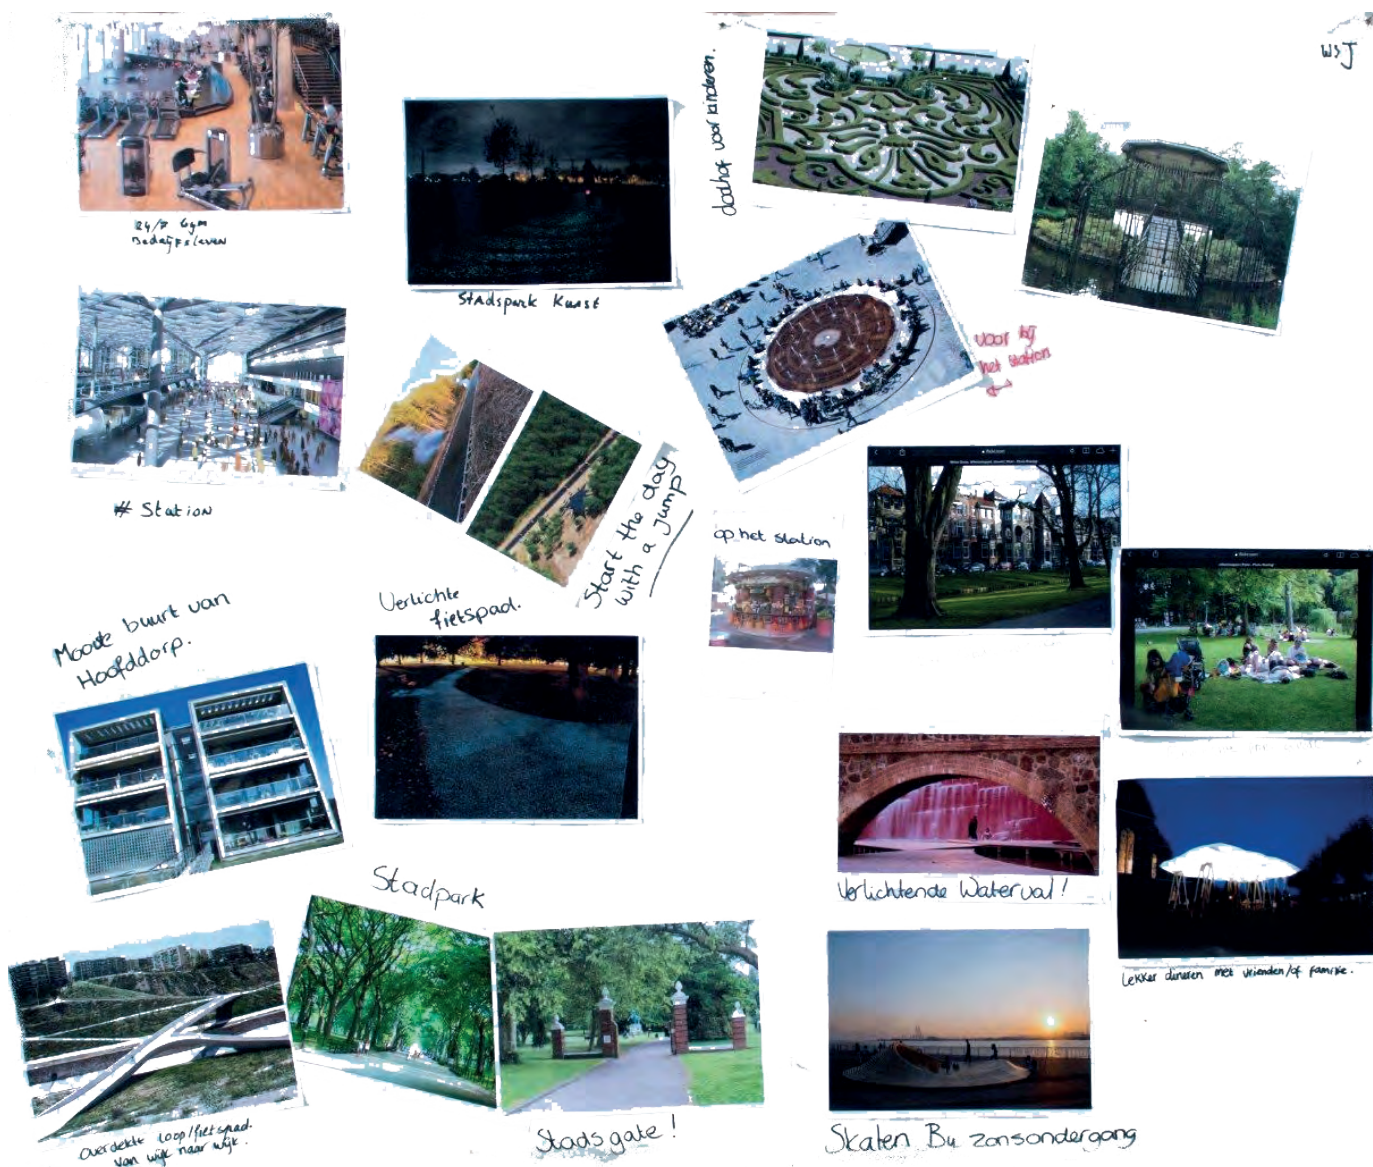 24/7 Gym
Bedrijfsleven
Stadspark Kunst
doolhof voor kinderen.
WSJ
voor bij
het station
# Station
Start the day
with a jump
op het station
Mooste buurt van
Hoofddorp.
Verlichte
fietspad.
Stadpark
Verlichtende Waterval!
Lekker dineren met vrienden/of familie.
Overdekte loop/fietspad.
van wijk naar wijk.
Stadsgate!
Skaten Bij zonsondergang